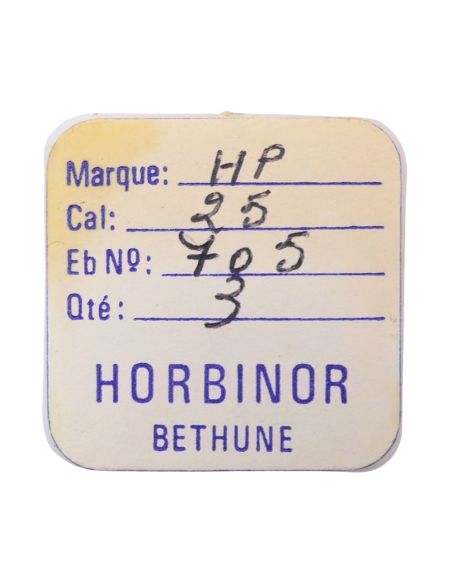 Marque: HP
Cal: 25
Eb Nº: 705
Qté: 3
HORBINOR
BETHUNE